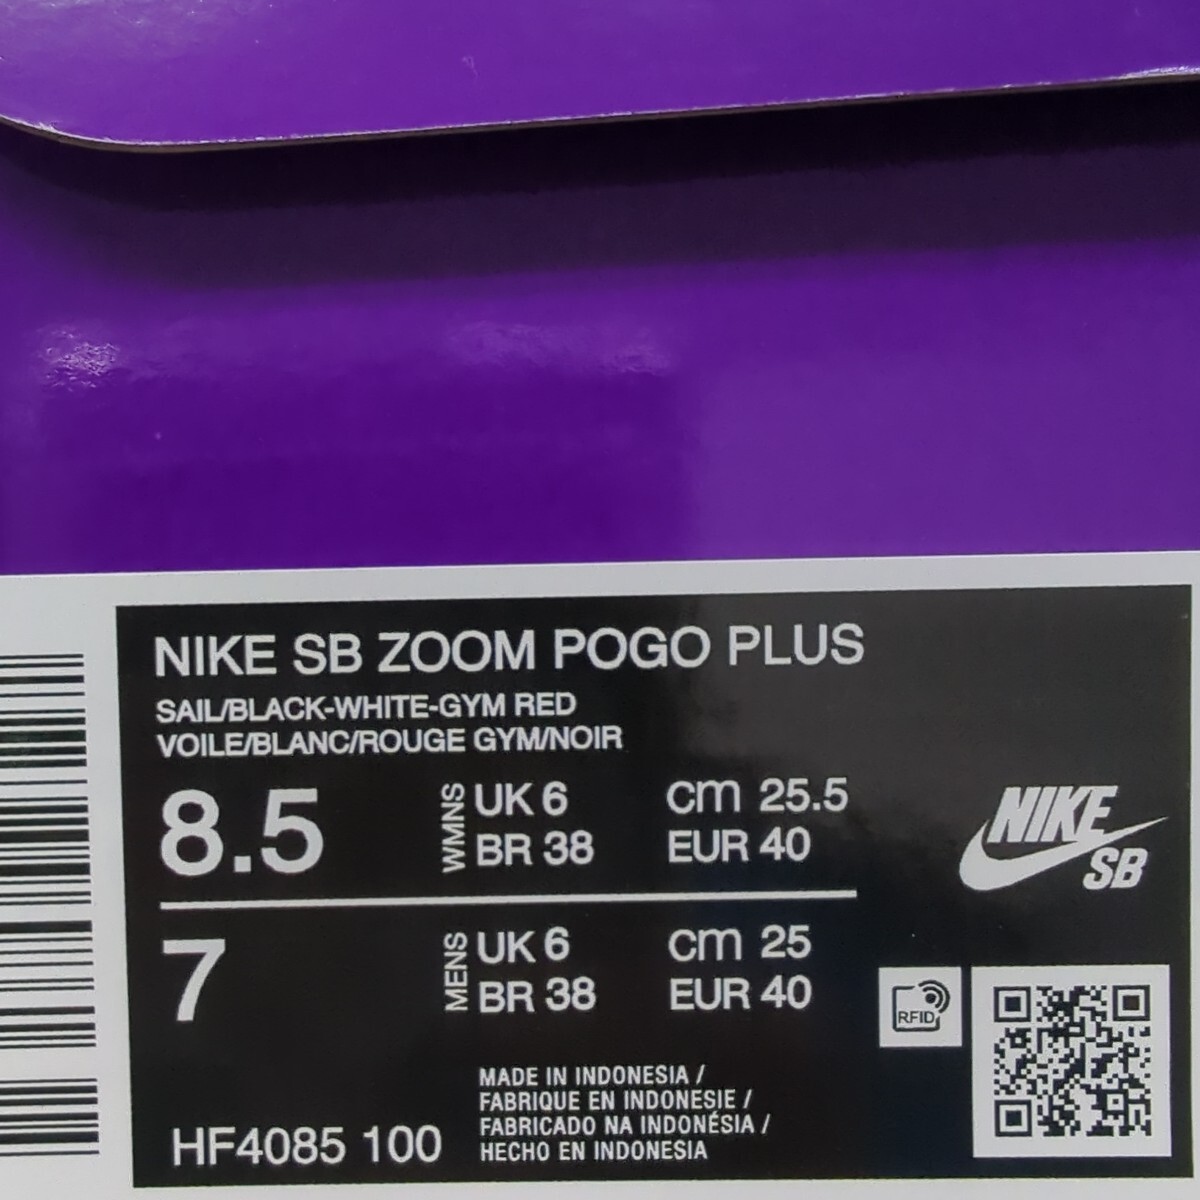 NIKE SB ZOOM POGO PLUS
SAIL/BLACK-WHITE-GYM RED
VOILE/BLANC/ROUGE GYM/NOIR
8.5 WMNS UK 6 cm 25.5
BR 38 EUR 40
NIKE
SB
7 MENS UK 6 cm 25
BR 38 EUR 40
RFID
MADE IN INDONESIA /
FABRIQUE EN INDONESIE /
FABRICADO NA INDONÉSIA /
HECHO EN INDONESIA
HF4085 100